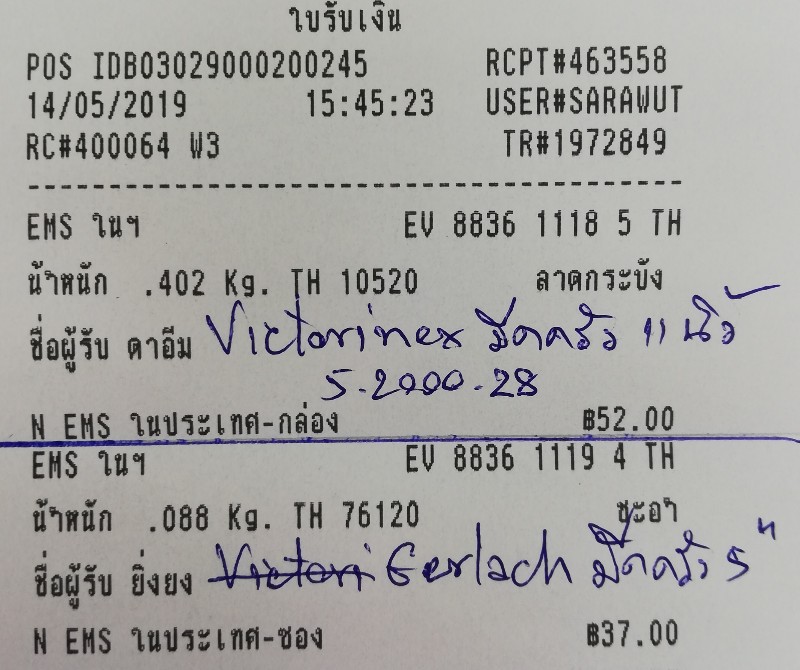 ใบรับเงิน
POS IDB03029000200245 RCPT#463558
14/05/2019 15:45:23 USER#SARAWUT
RC#400064 W3 TR#1972849
EMS ในฯ EV 8836 1118 5 TH
น้ำหนัก .402 Kg. TH 10520 ลาดกระบัง
ชื่อผู้รับ ดาอีม Victorinex มีดครัว 11 นิ้ว
5.2000.28
N EMS ในประเทศ-กล่อง ฿52.00
EMS ในฯ EV 8836 1119 4 TH
น้ำหนัก .088 Kg. TH 76120 ชะอำ
ชื่อผู้รับ ยิ่งยง Victori Gerlach มีดครัว 5"
N EMS ในประเทศ-ซอง ฿37.00